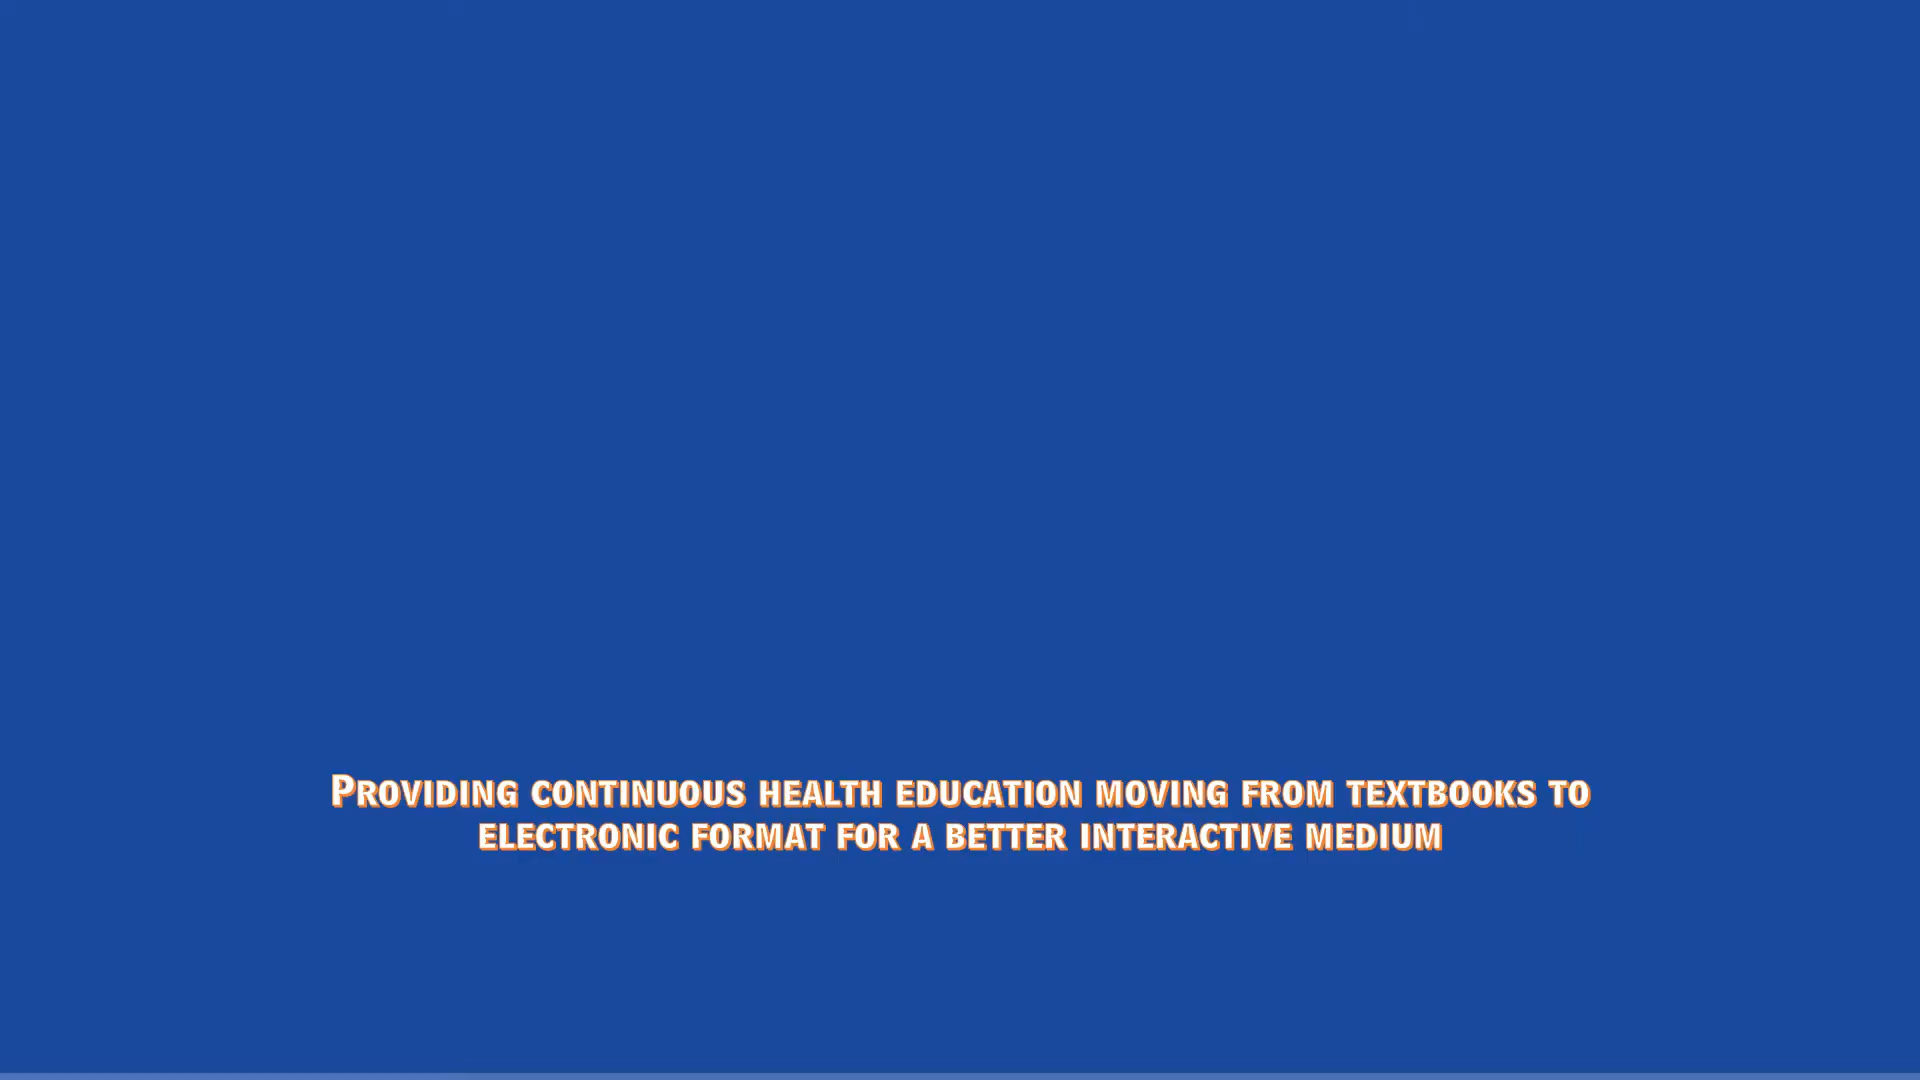 Providing continuous health education moving from textbooks to
electronic format for a better interactive medium